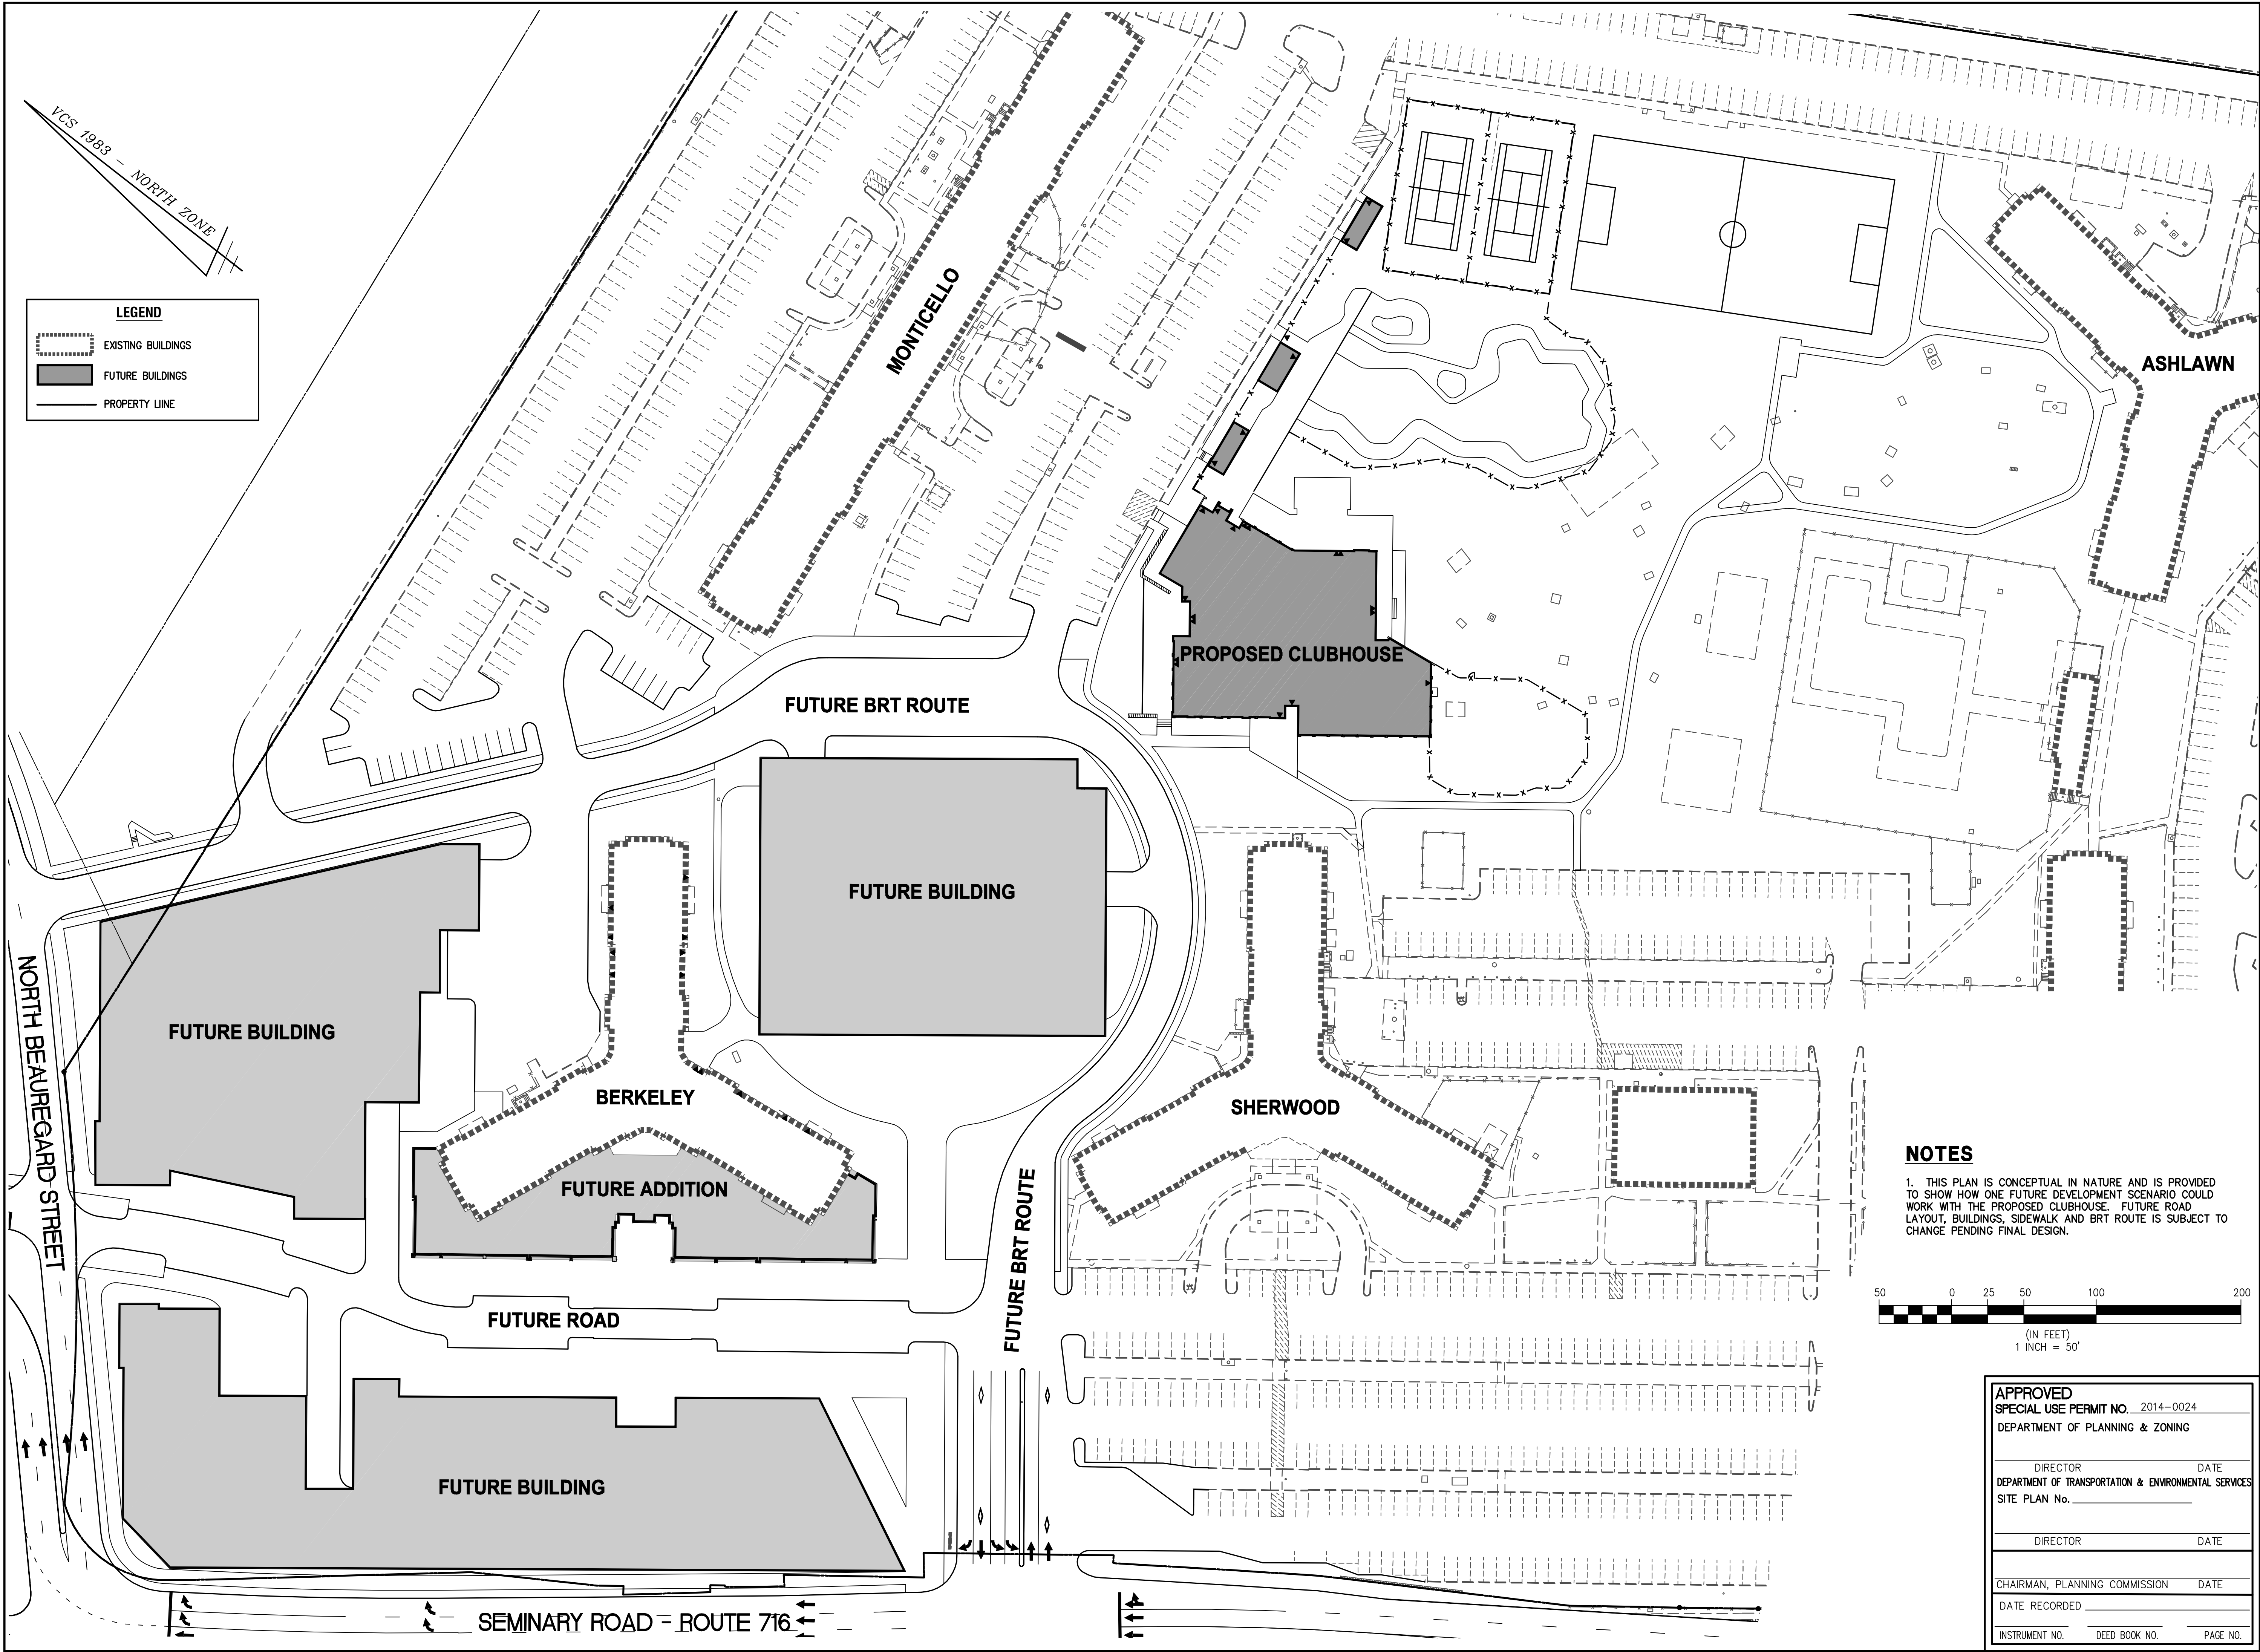 VCS 1983 - NORTH ZONE
LEGEND
EXISTING BUILDINGS
FUTURE BUILDINGS
PROPERTY LIINE
MONTICELLO
ASHLAWN
PROPOSED CLUBHOUSE
FUTURE BRT ROUTE
FUTURE BUILDING
FUTURE BUILDING
NORTH BEAUREGARD STREET
BERKELEY
SHERWOOD
FUTURE ADDITION
FUTURE BRT ROUTE
FUTURE ROAD
FUTURE BUILDING
SEMINARY ROAD - ROUTE 716
NOTES
1. THIS PLAN IS CONCEPTUAL IN NATURE AND IS PROVIDED
TO SHOW HOW ONE FUTURE DEVELOPMENT SCENARIO COULD
WORK WITH THE PROPOSED CLUBHOUSE. FUTURE ROAD
LAYOUT, BUILDINGS, SIDEWALK AND BRT ROUTE IS SUBJECT TO
CHANGE PENDING FINAL DESIGN.
50 0 25 50 100 200
(IN FEET)
1 INCH = 50'
APPROVED
SPECIAL USE PERMIT NO. 2014-0024
DEPARTMENT OF PLANNING & ZONING
DIRECTOR DATE
DEPARTMENT OF TRANSPORTATION & ENVIRONMENTAL SERVICES
SITE PLAN No.
DIRECTOR DATE
CHAIRMAN, PLANNING COMMISSION DATE
DATE RECORDED
INSTRUMENT NO. DEED BOOK NO. PAGE NO.